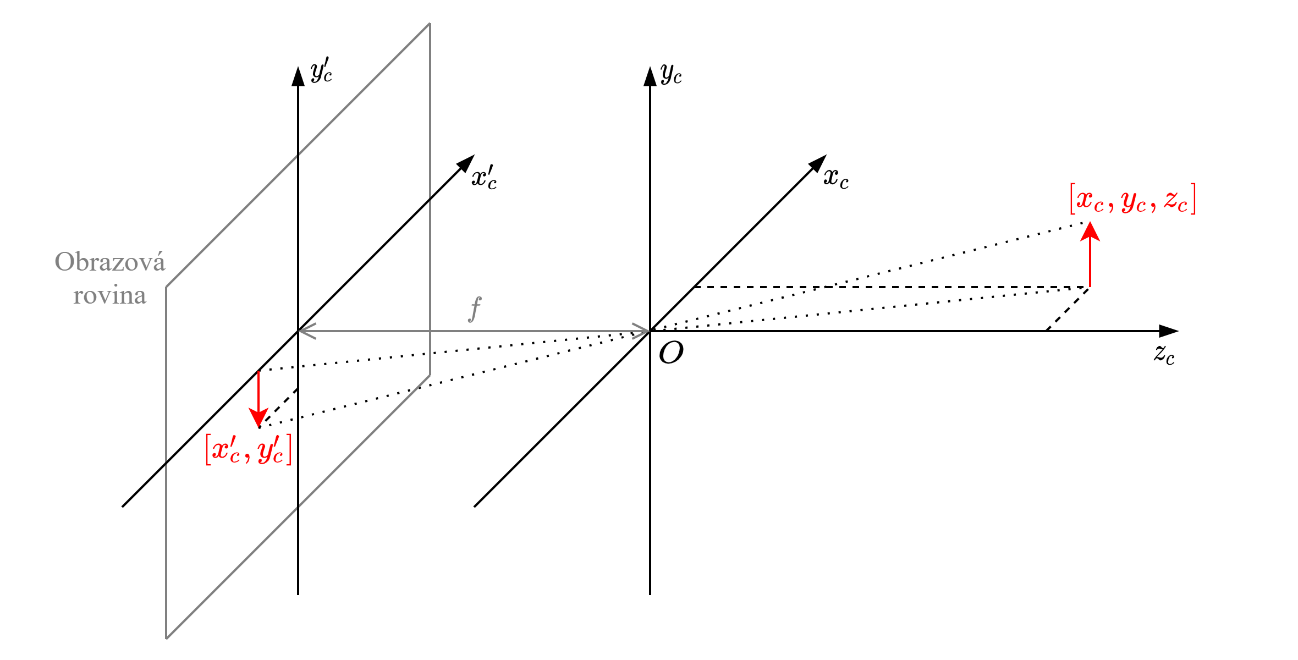 y′c
yc
x′c
xc
[xc, yc, zc]
Obrazová
rovina
f
O
zc
[x′c, y′c]